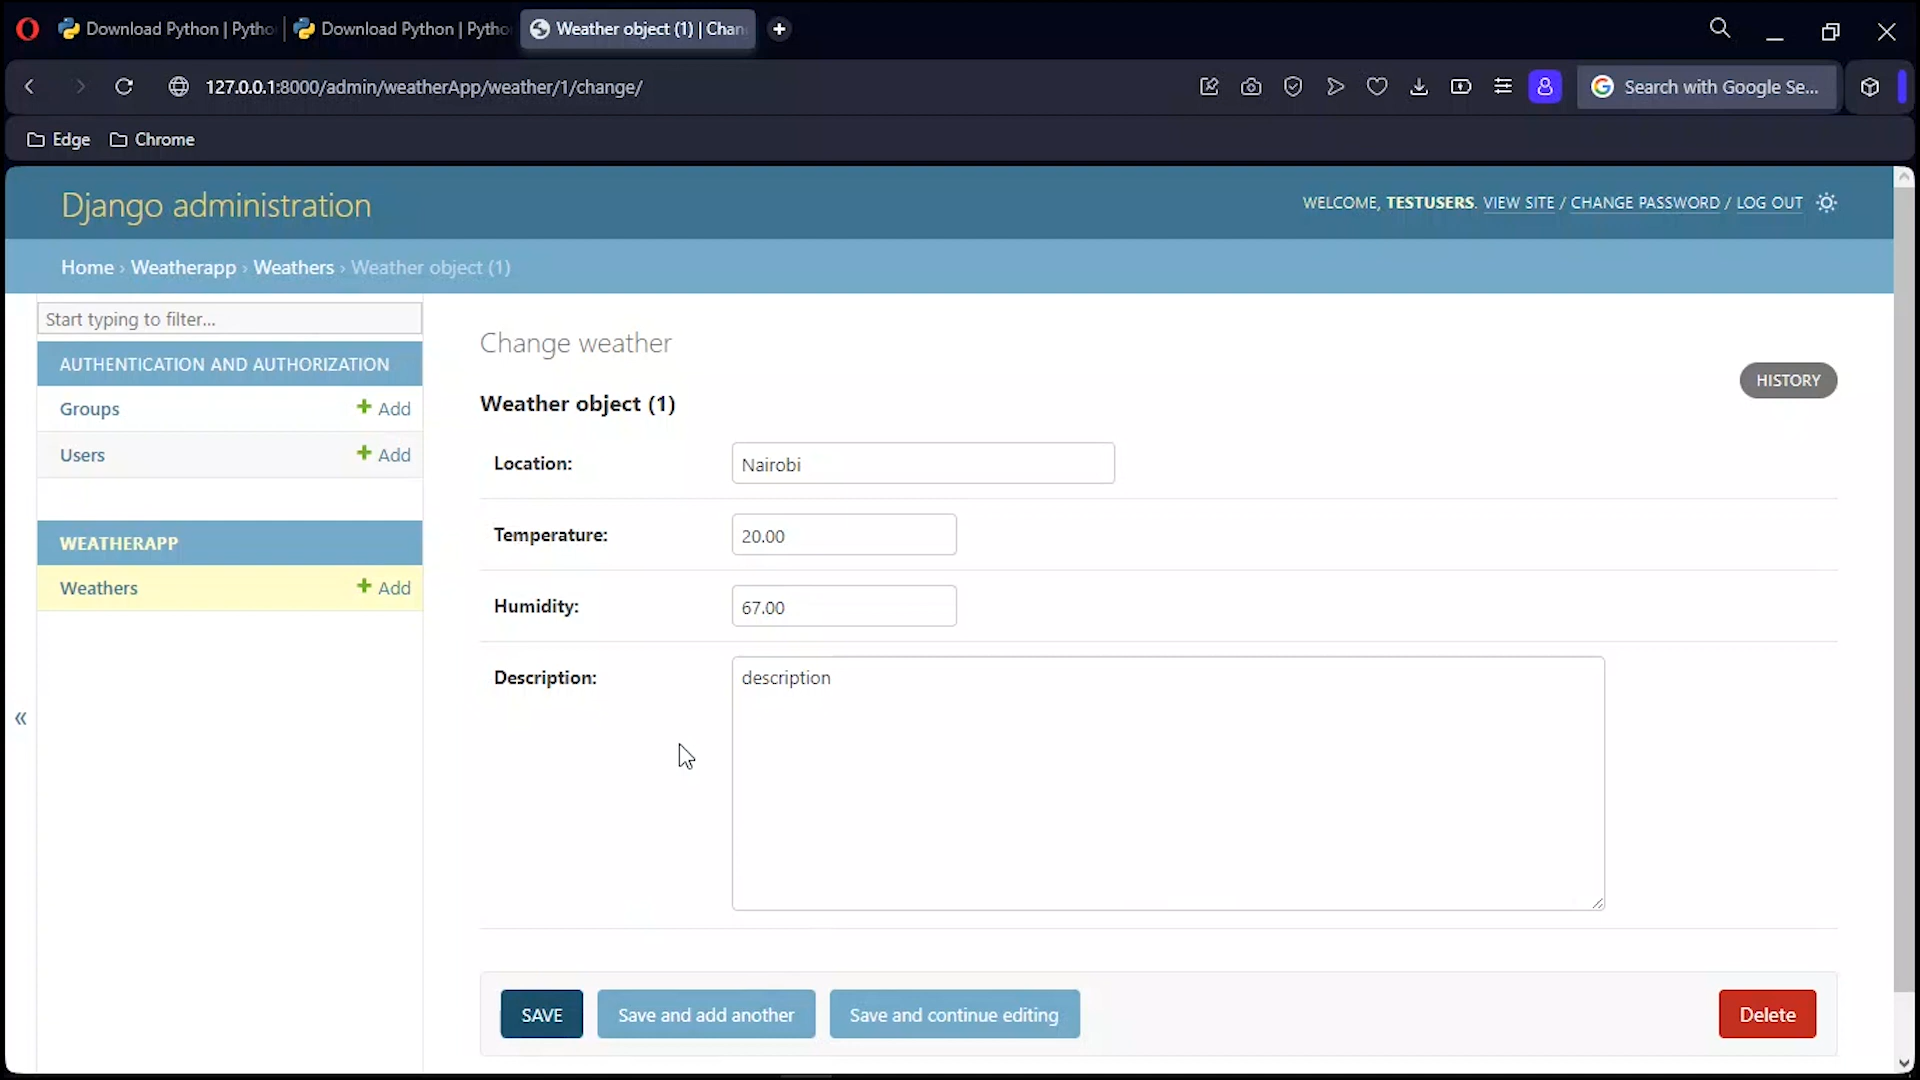 Download Python | Pytho
Download Python | Pytho
Weather object (1) | Chan
127.0.0.1:8000/admin/weatherApp/weather/1/change/
Search with Google Se...
Edge
Chrome
Django administration
WELCOME, TESTUSERS. VIEW SITE / CHANGE PASSWORD / LOG OUT
Home › Weatherapp › Weathers › Weather object (1)
Start typing to filter...
AUTHENTICATION AND AUTHORIZATION
Groups + Add
Users + Add
WEATHERAPP
Weathers + Add
«
Change weather
HISTORY
Weather object (1)
Location: Nairobi
Temperature: 20.00
Humidity: 67.00
Description: description
SAVE
Save and add another
Save and continue editing
Delete